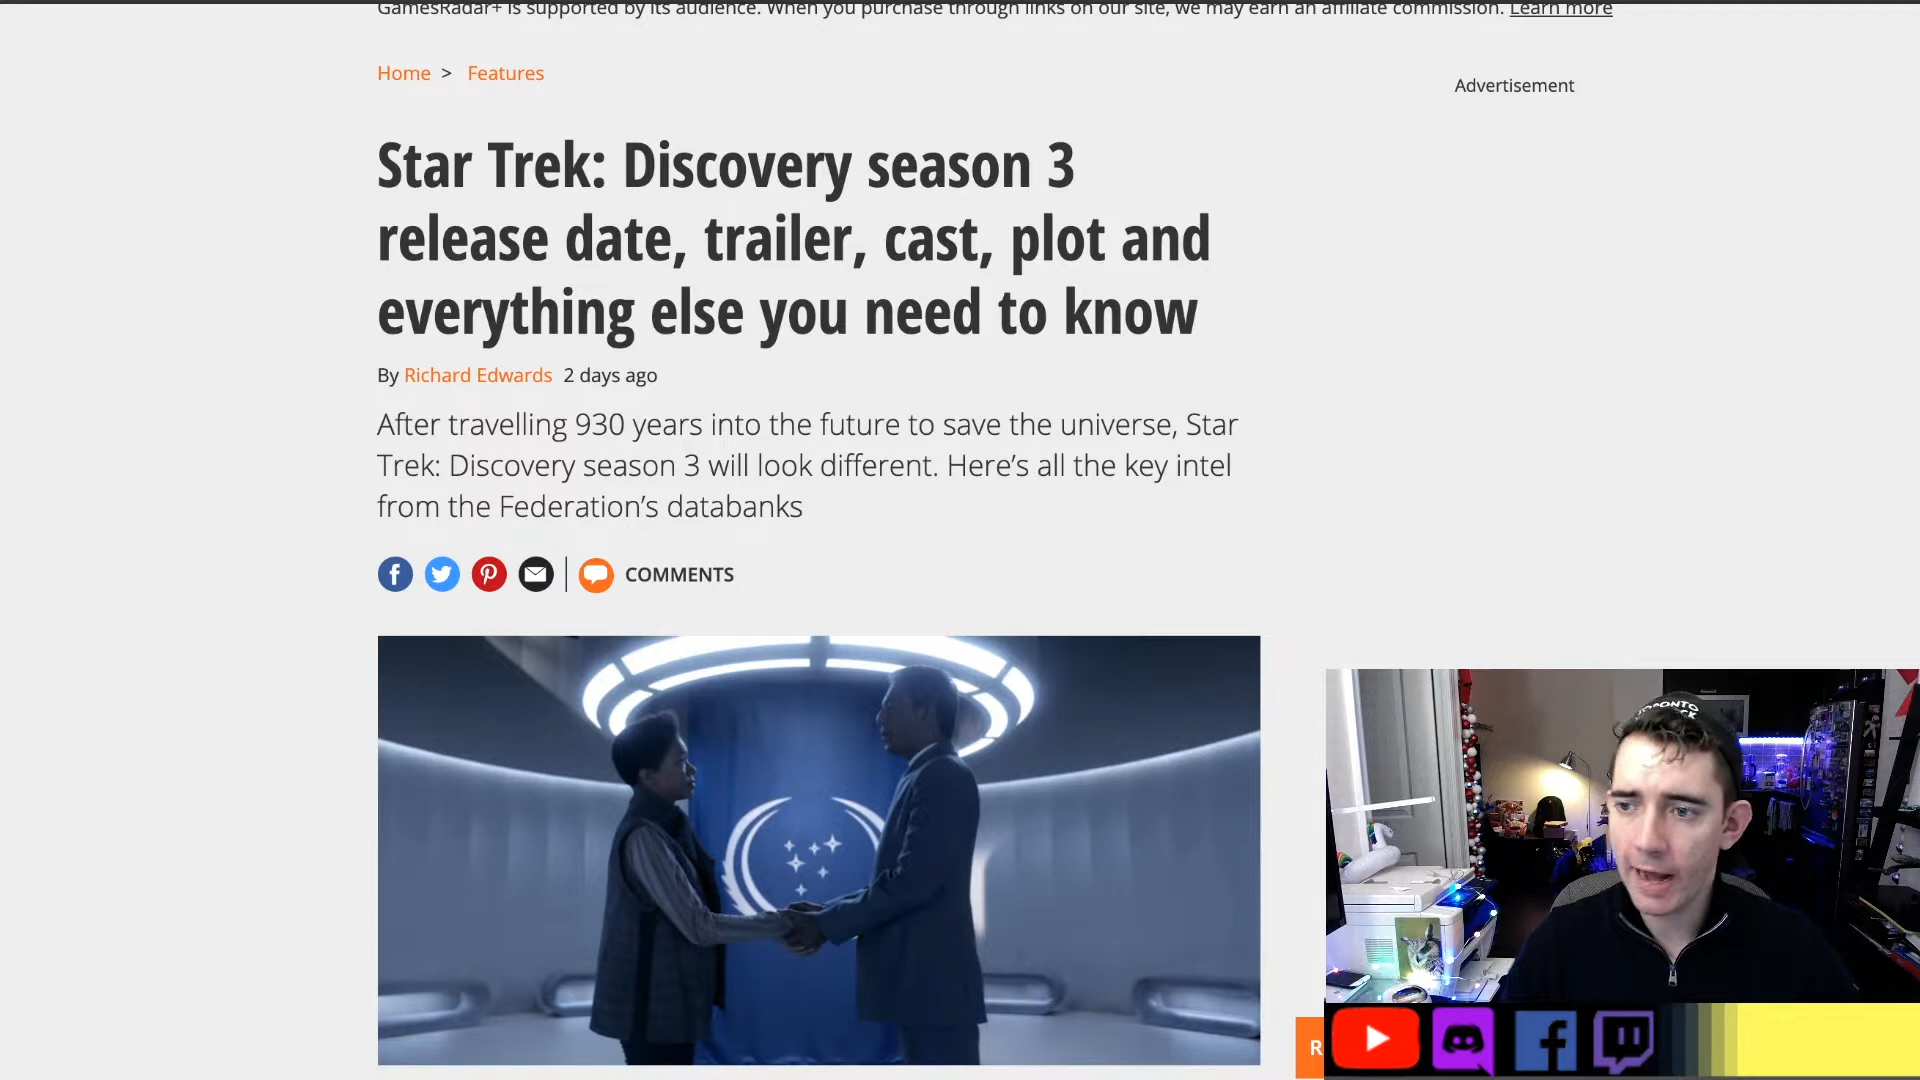 GamesRadar+ is supported by its audience. When you purchase through links on our site, we may earn an affiliate commission. Learn more
Home > Features
Advertisement
Star Trek: Discovery season 3
release date, trailer, cast, plot and
everything else you need to know
By Richard Edwards 2 days ago
After travelling 930 years into the future to save the universe, Star
Trek: Discovery season 3 will look different. Here’s all the key intel
from the Federation’s databanks
COMMENTS
R